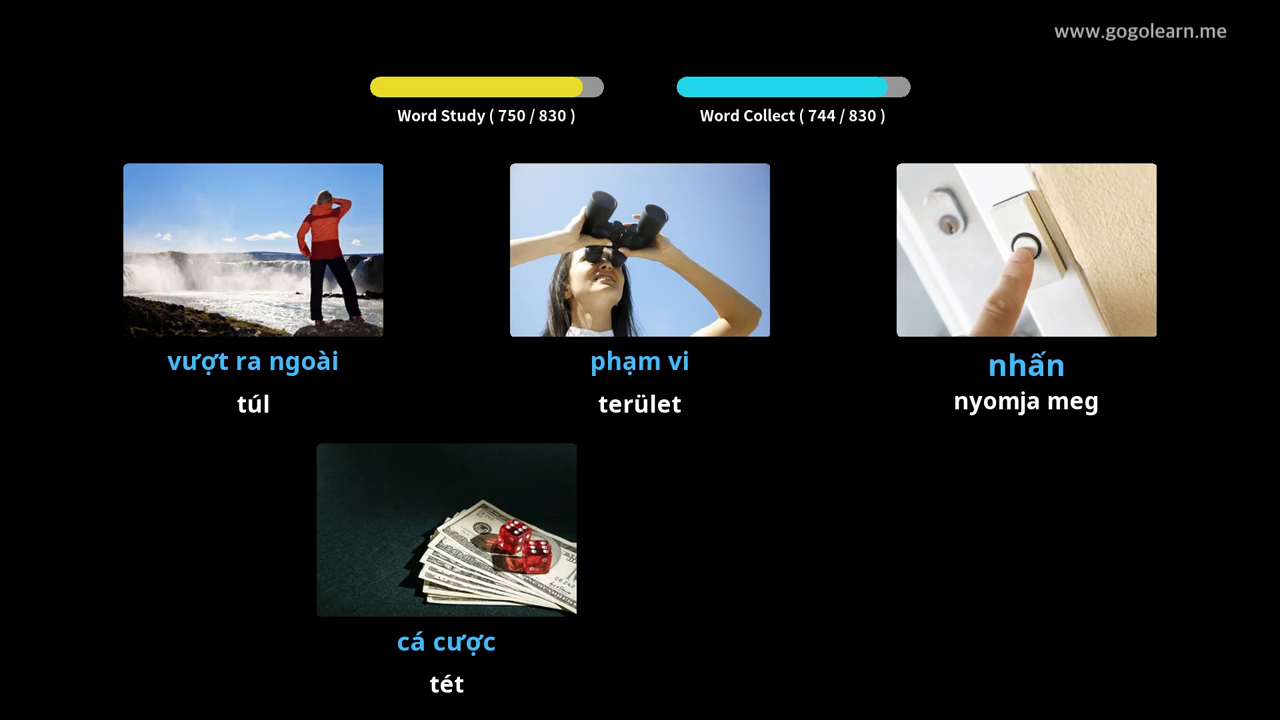 www.gogolearn.me
Word Study ( 750 / 830 )
Word Collect ( 744 / 830 )
vượt ra ngoài
túl
phạm vi
terület
nhấn
nyomja meg
cá cược
tét